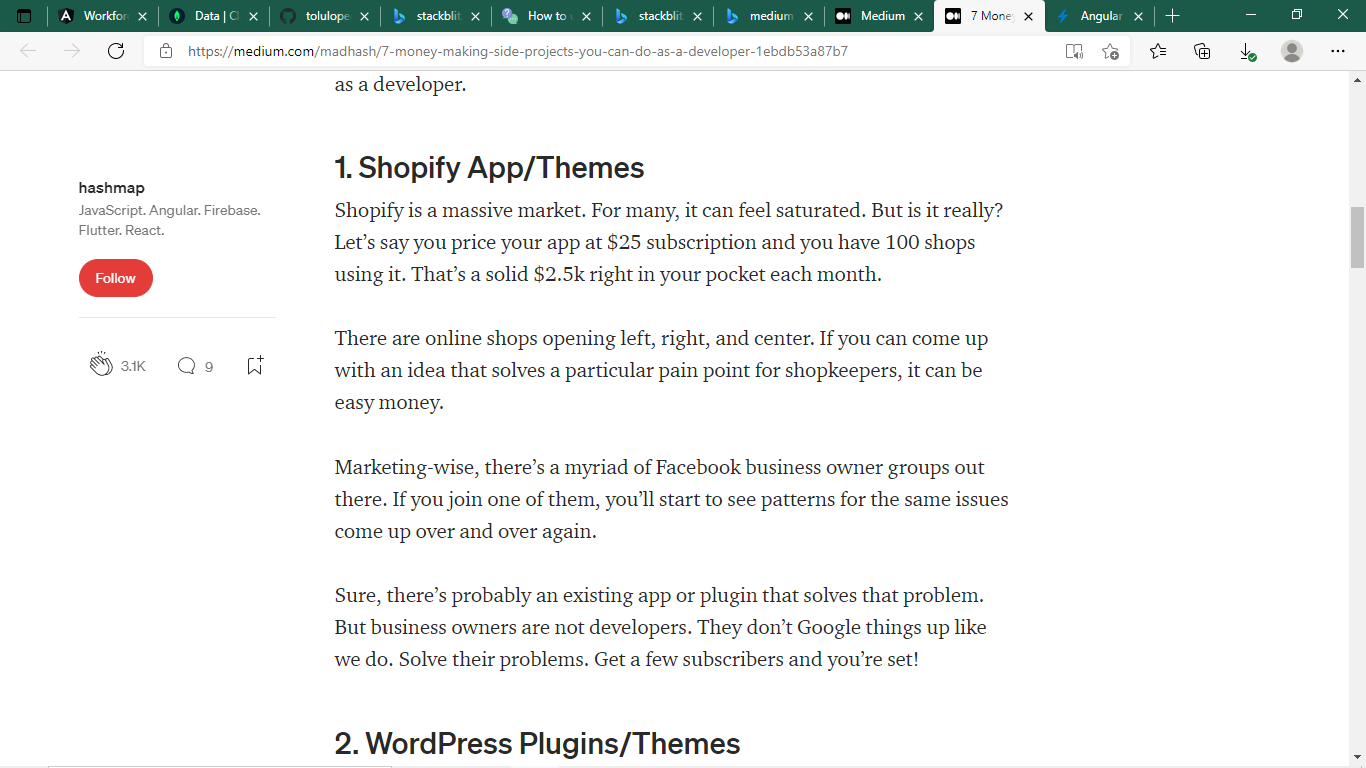 Workfor
Data | Cl
tolulope
stackblit
How to
stackblit
medium
Medium
7 Mone
Angular
https://medium.com/madhash/7-money-making-side-projects-you-can-do-as-a-developer-1ebdb53a87b7
as a developer.
1. Shopify App/Themes
hashmap
JavaScript. Angular. Firebase.
Flutter. React.
Follow
3.1K
9
Shopify is a massive market. For many, it can feel saturated. But is it really?
Let’s say you price your app at $25 subscription and you have 100 shops
using it. That’s a solid $2.5k right in your pocket each month.
There are online shops opening left, right, and center. If you can come up
with an idea that solves a particular pain point for shopkeepers, it can be
easy money.
Marketing-wise, there’s a myriad of Facebook business owner groups out
there. If you join one of them, you’ll start to see patterns for the same issues
come up over and over again.
Sure, there’s probably an existing app or plugin that solves that problem.
But business owners are not developers. They don’t Google things up like
we do. Solve their problems. Get a few subscribers and you’re set!
2. WordPress Plugins/Themes